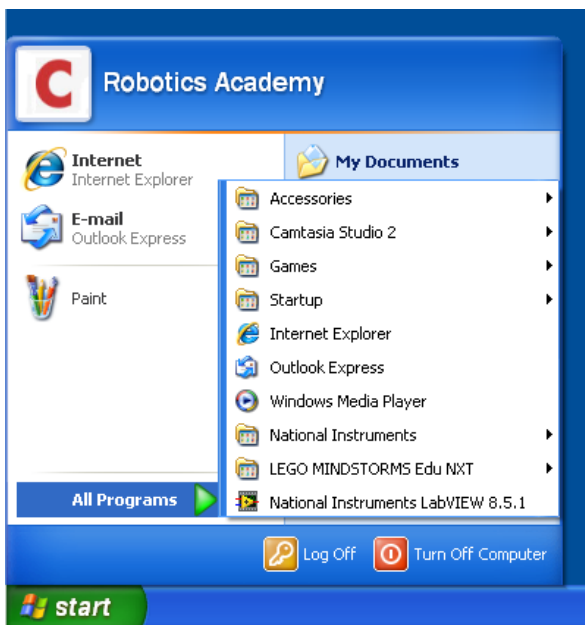 C Robotics Academy
Internet
Internet Explorer
E-mail
Outlook Express
Paint
My Documents
Accessories
Camtasia Studio 2
Games
Startup
Internet Explorer
Outlook Express
Windows Media Player
National Instruments
LEGO MINDSTORMS Edu NXT
National Instruments LabVIEW 8.5.1
All Programs
Log Off Turn Off Computer
start